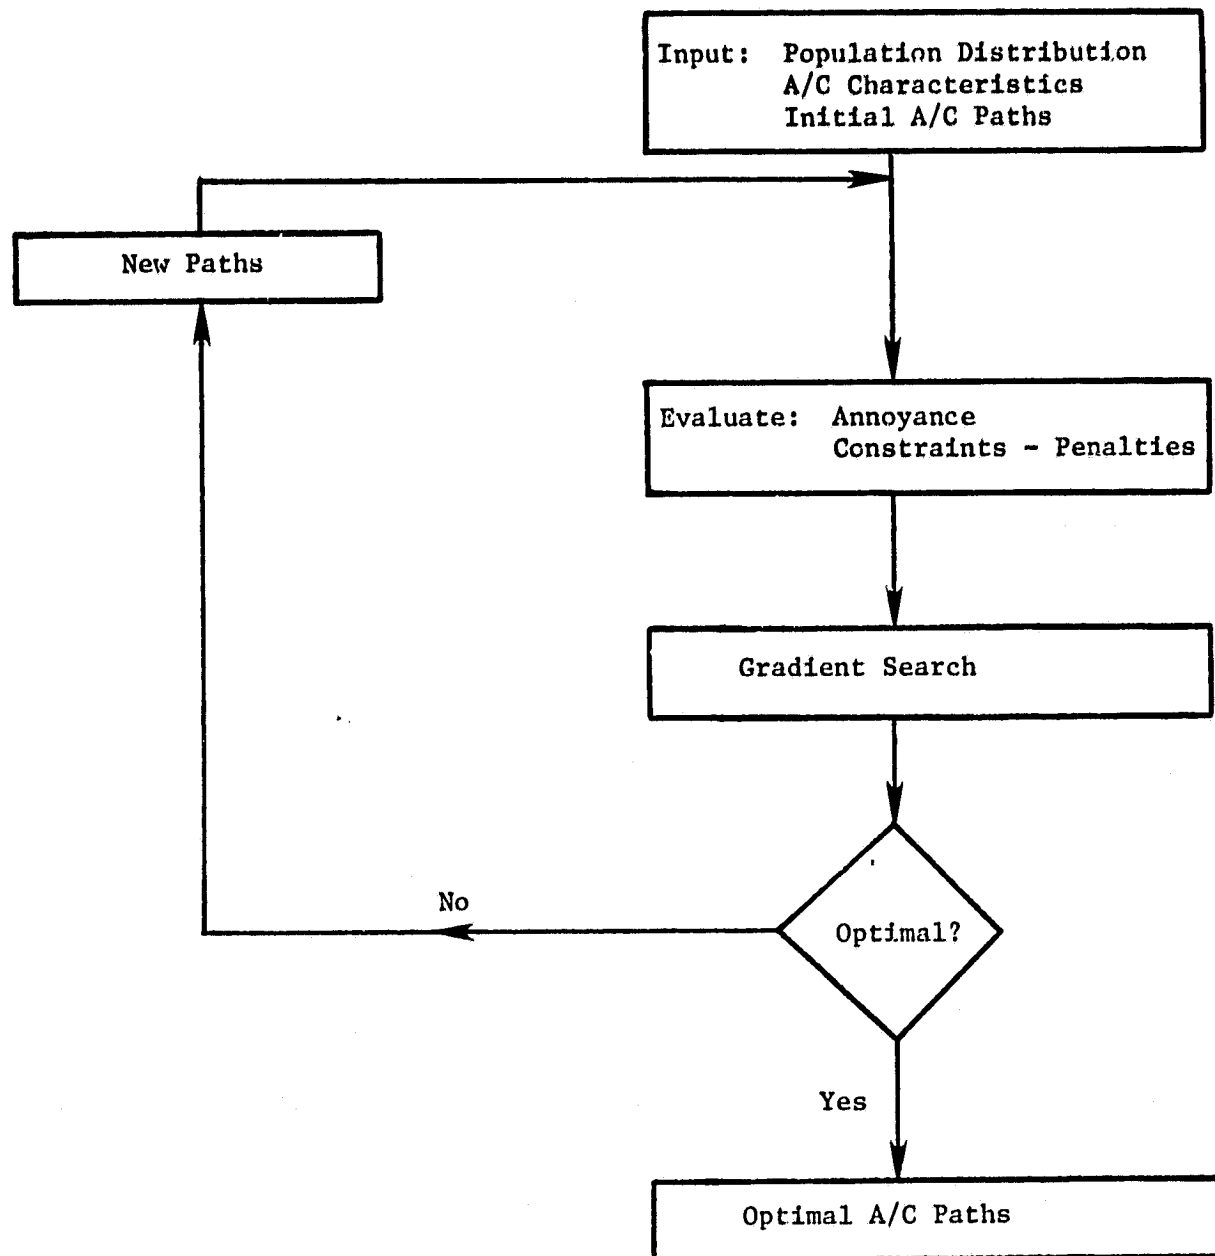 Input: Population Distribution
A/C Characteristics
Initial A/C Paths
New Paths
Evaluate: Annoyance
Constraints - Penalties
Gradient Search
Optimal?
No
Yes
Optimal A/C Paths